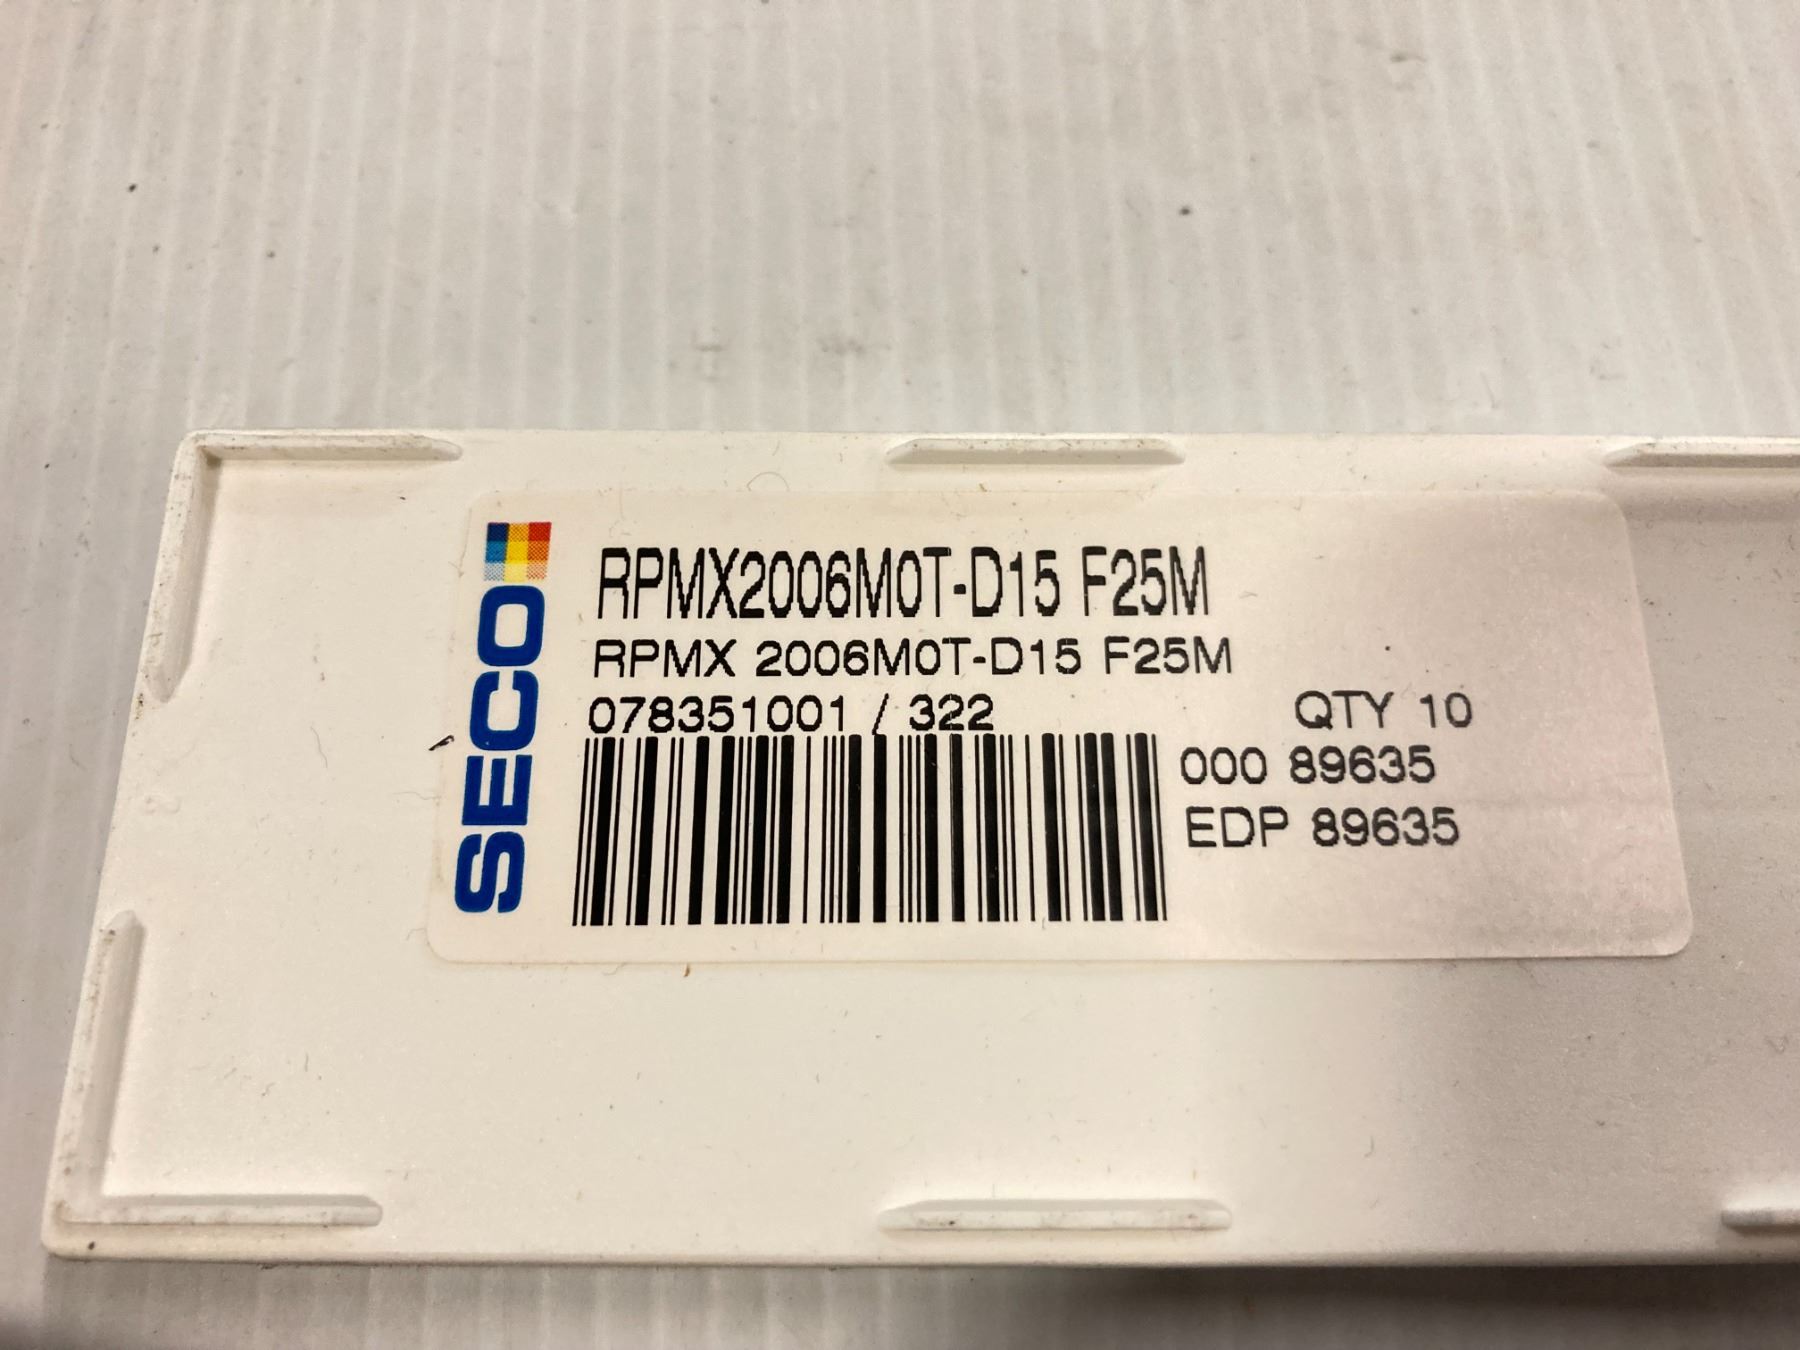 SECO
RPMX2006M0T-D15 F25M
RPMX 2006M0T-D15 F25M
078351001 / 322 QTY 10
000 89635
EDP 89635